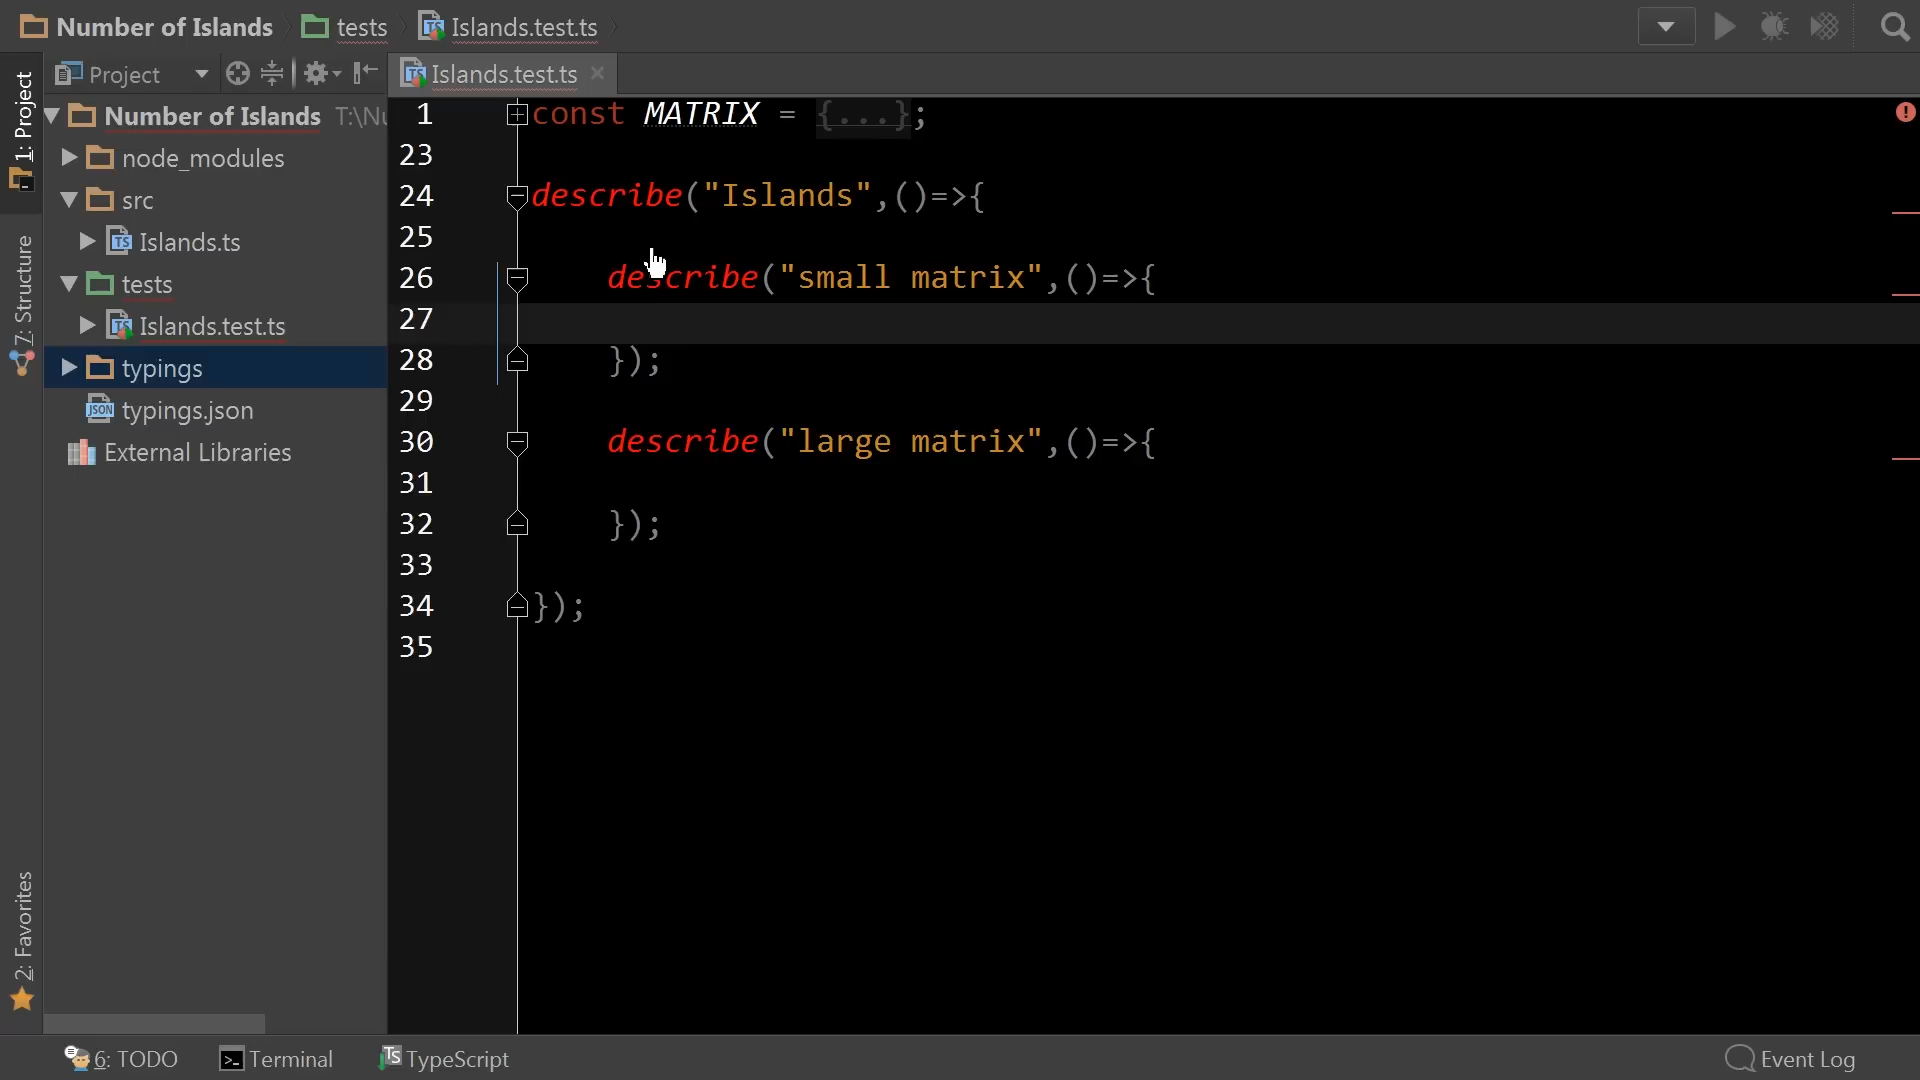 Number of Islands tests Islands.test.ts
Project
Islands.test.ts
1: Project
7: Structure
2: Favorites
Number of Islands T:\Nu
node_modules
src
Islands.ts
tests
Islands.test.ts
typings
typings.json
External Libraries
1 const MATRIX = {...};
23
24 describe("Islands",()=>{
25
26 describe("small matrix",()=>{
27
28 });
29
30 describe("large matrix",()=>{
31
32 });
33
34 });
35
6: TODO Terminal TypeScript Event Log